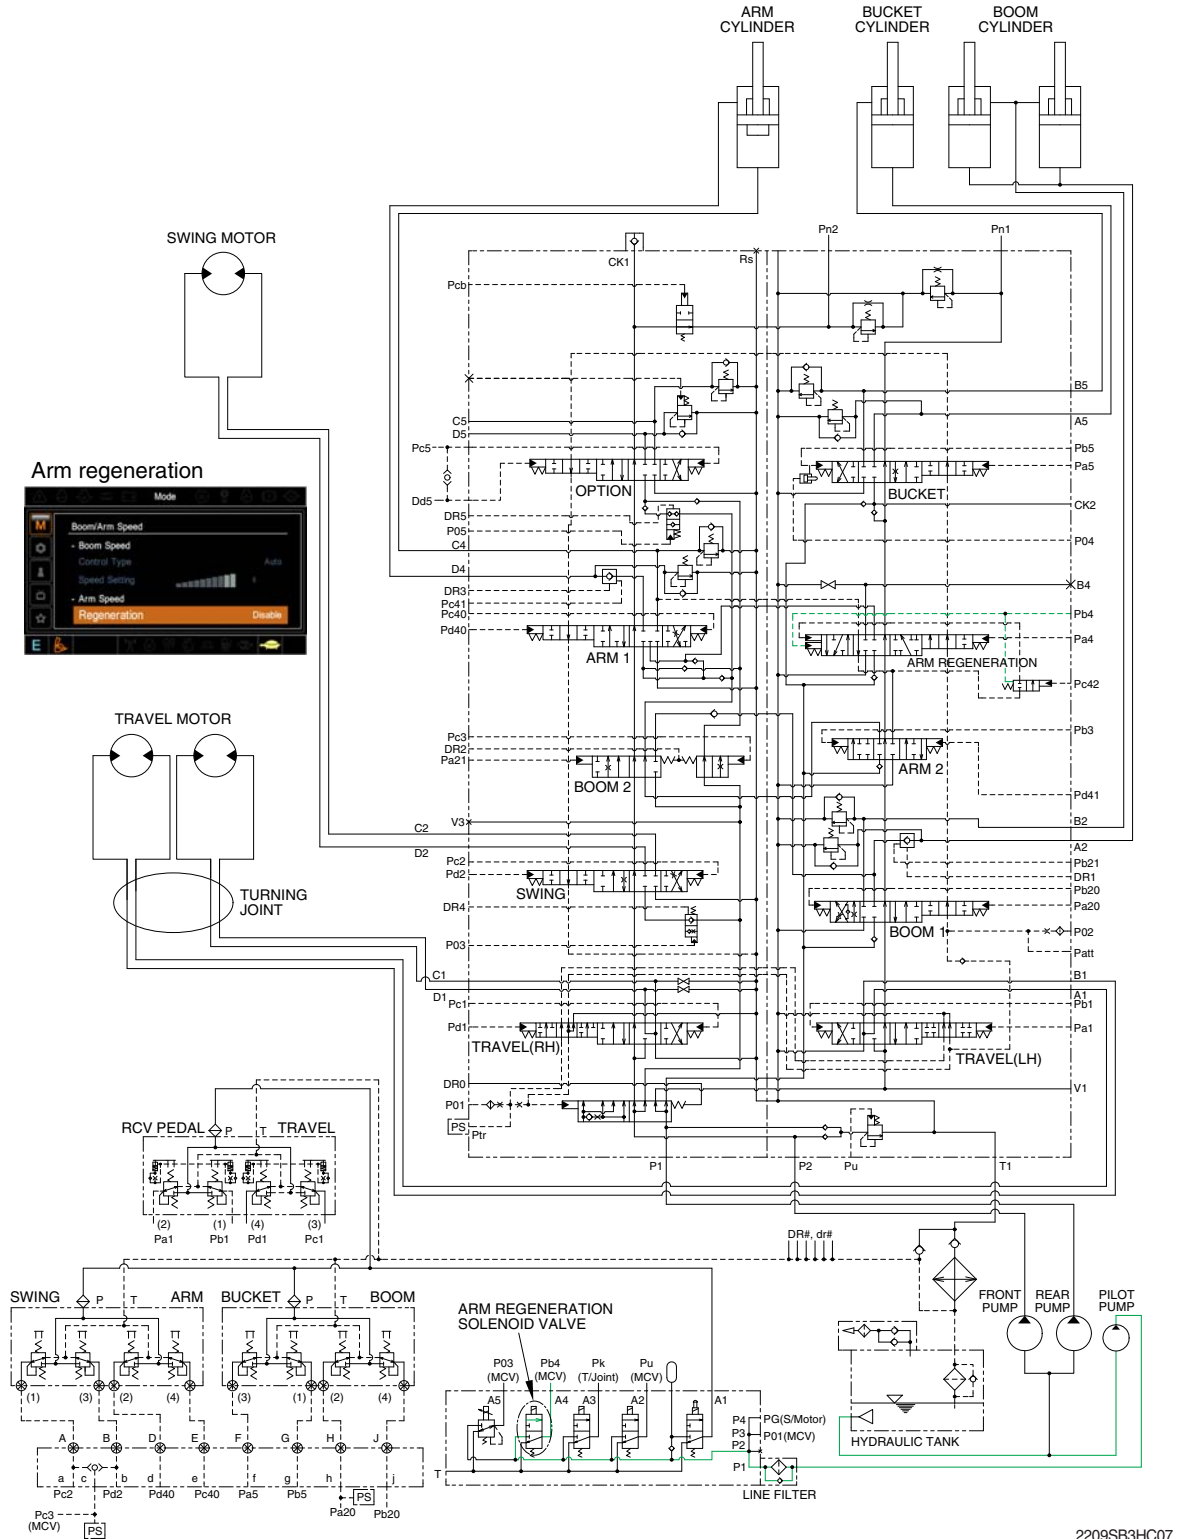 ARM
CYLINDER
BUCKET
CYLINDER
BOOM
CYLINDER
SWING MOTOR
Pn2
Pn1
CK1
Rs
Pcb
B5
A5
C5
D5
Pc5
Dd5
OPTION
Pb5
Pa5
BUCKET
CK2
DR5
P05
C4
P04
D4
DR3
Pc41
Pc40
Pd40
ARM 1
B4
Pb4
Pa4
ARM REGENERATION
Pc42
Arm regeneration
Mode
M
Boom/Arm Speed
- Boom Speed
Control Type
Auto
Speed Setting
- Arm Speed
Regeneration
Disable
E
TRAVEL MOTOR
Pc3
DR2
Pa21
BOOM 2
Pb3
ARM 2
Pd41
V3
C2
D2
B2
A2
Pc2
Pd2
SWING
Pb21
DR1
Pb20
Pa20
BOOM 1
TURNING
JOINT
DR4
P03
P02
Patt
C1
D1
Pc1
Pd1
TRAVEL(RH)
B1
A1
Pb1
Pa1
TRAVEL(LH)
DR0
P01
PS
Ptr
V1
P1
P2
Pu
T1
RCV PEDAL
P
T
TRAVEL
(2)
(1)
(4)
(3)
Pa1
Pb1
Pd1
Pc1
DR#, dr#
SWING
P
T
ARM
BUCKET
P
T
BOOM
(1)
(3)
(2)
(4)
(3)
(1)
(2)
(4)
A
B
D
E
F
G
H
J
a
c
b
d
e
f
g
h
j
Pc2
Pd2
Pd40
Pc40
Pa5
Pb5
Pa20
PS
Pb20
Pc3
(MCV)
PS
ARM REGENERATION
SOLENOID VALVE
P03
(MCV)
Pb4
(MCV)
Pk
(T/Joint)
Pu
(MCV)
A5
A4
A3
A2
A1
T
P4
P3
P2
P1
PG(S/Motor)
P01(MCV)
LINE FILTER
FRONT
PUMP
REAR
PUMP
PILOT
PUMP
HYDRAULIC TANK
2209SB3HC07